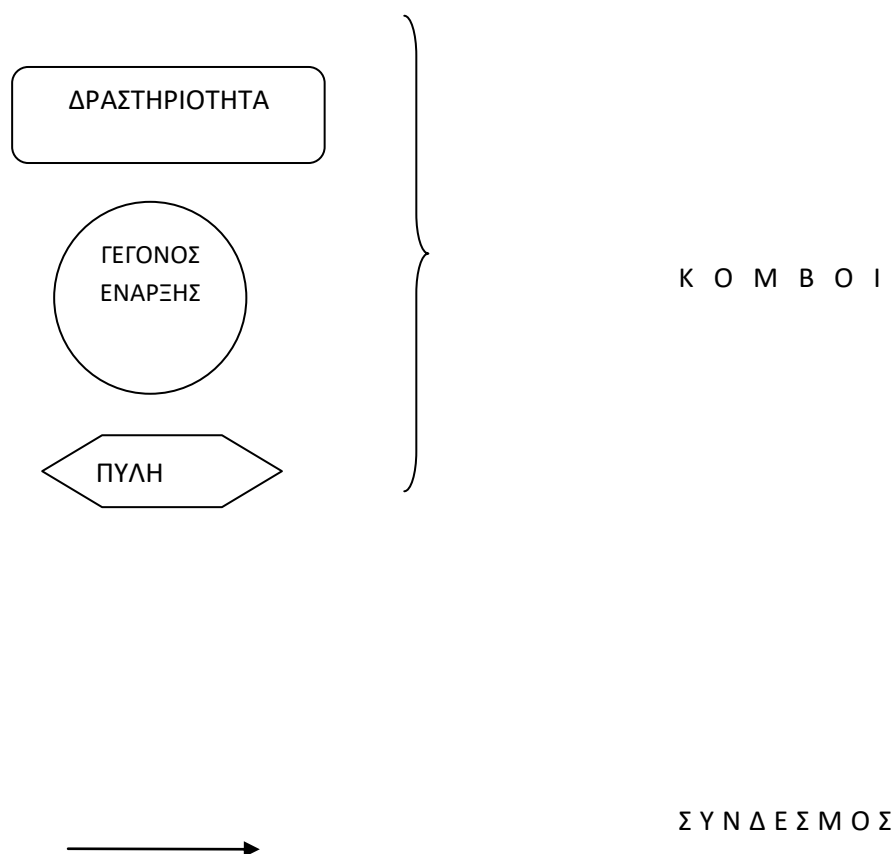 ΔΡΑΣΤΗΡΙΟΤΗΤΑ
ΓΕΓΟΝΟΣ
ΕΝΑΡΞΗΣ
Κ Ο Μ Β Ο Ι
ΠΥΛΗ
Σ Υ Ν Δ Ε Σ Μ Ο Σ